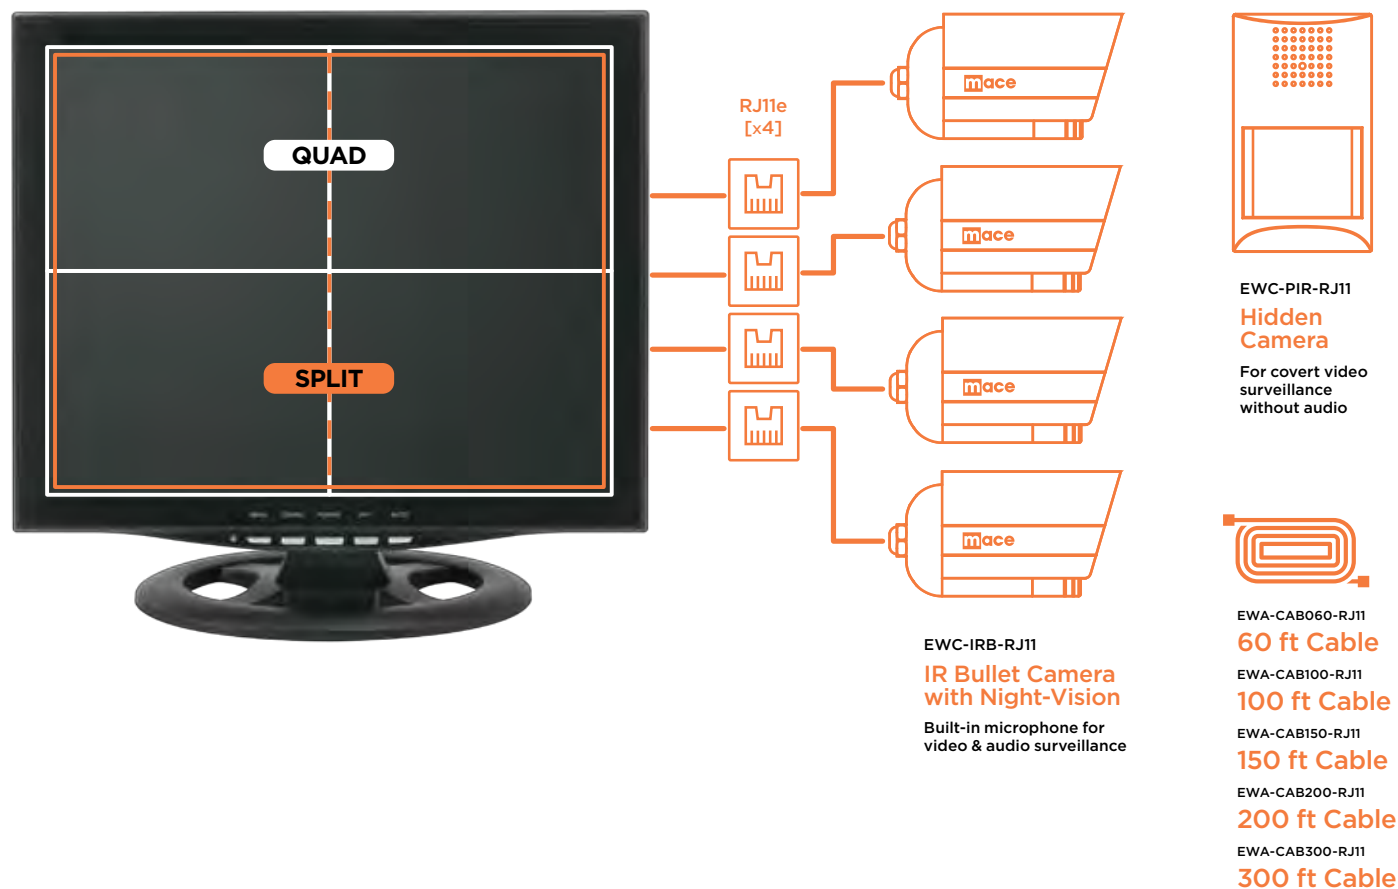 QUAD
SPLIT
RJ11e
[x4]
mace
mace
mace
mace
EWC-IRB-RJ11
IR Bullet Camera
with Night-Vision
Built-in microphone for
video & audio surveillance
EWC-PIR-RJ11
Hidden
Camera
For covert video
surveillance
without audio
EWA-CAB060-RJ11
60 ft Cable
EWA-CAB100-RJ11
100 ft Cable
EWA-CAB150-RJ11
150 ft Cable
EWA-CAB200-RJ11
200 ft Cable
EWA-CAB300-RJ11
300 ft Cable